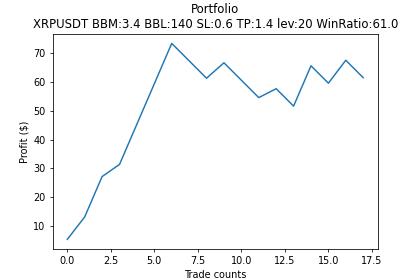 Portfolio
XRPUSDT BBM:3.4 BBL:140 SL:0.6 TP:1.4 lev:20 WinRatio:61.0
Profit ($)
70
60
50
40
30
20
10
0.0 2.5 5.0 7.5 10.0 12.5 15.0 17.5
Trade counts